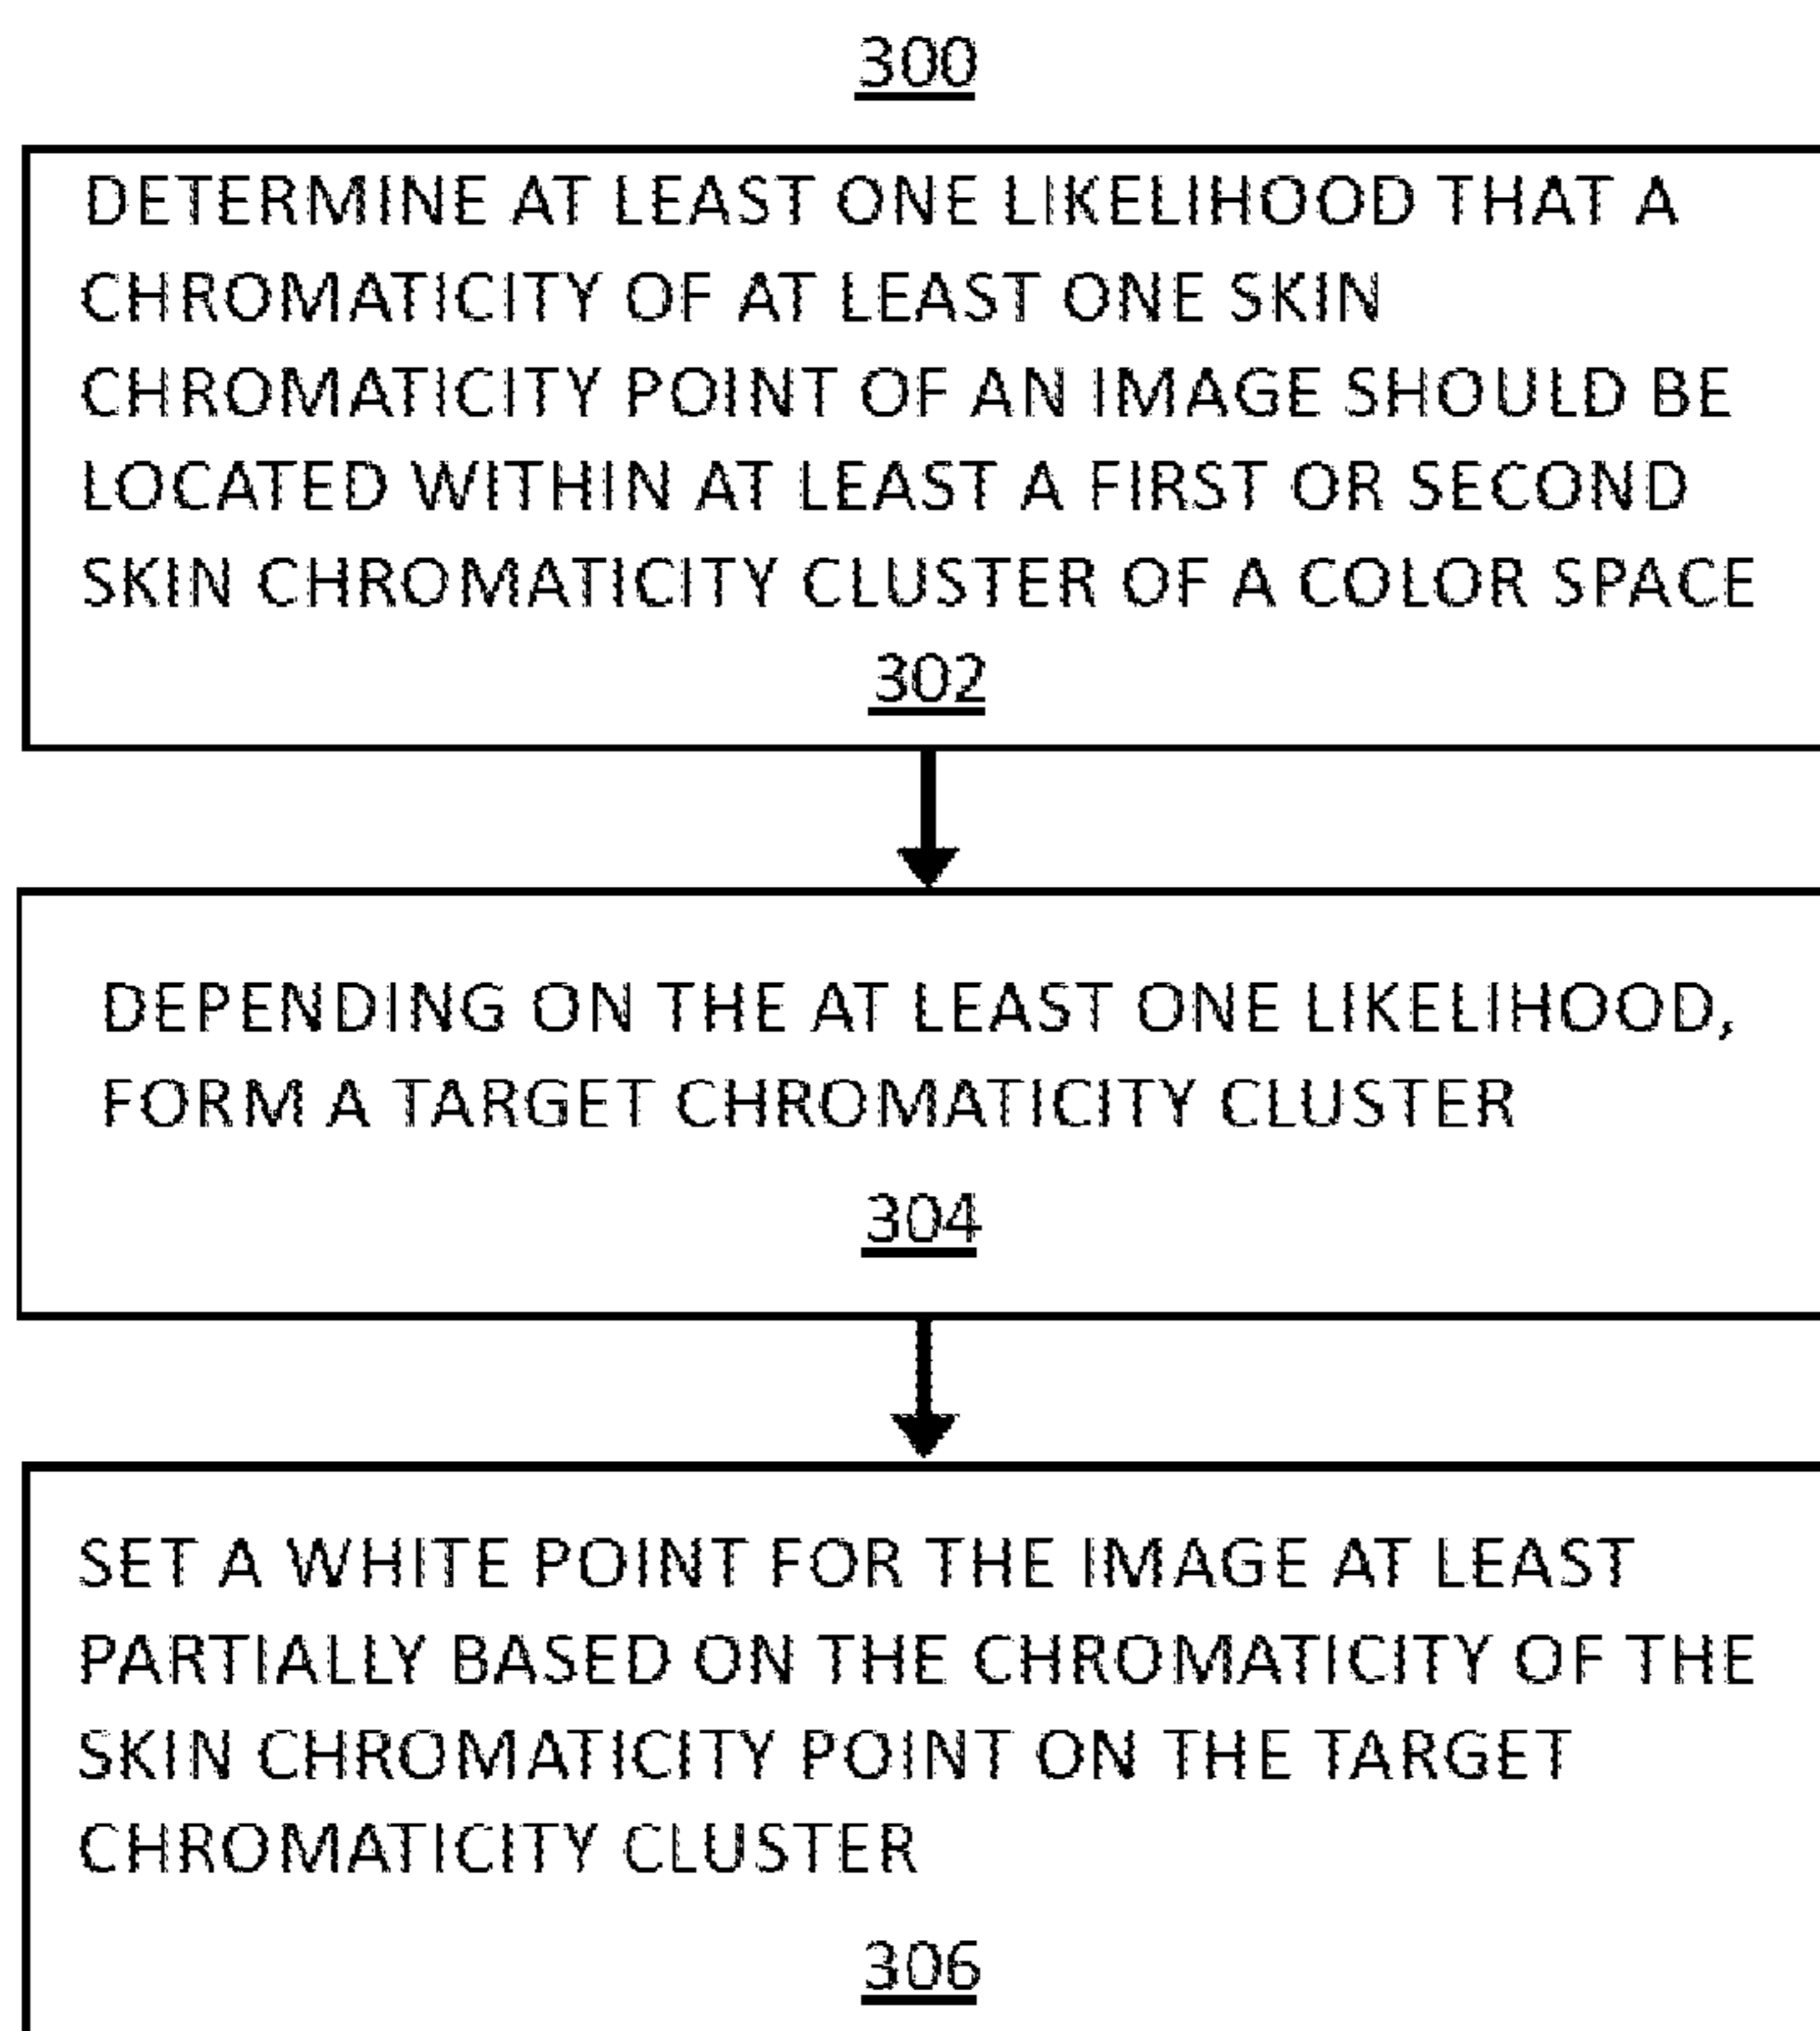 300
DETERMINE AT LEAST ONE LIKELIHOOD THAT A
CHROMATICITY OF AT LEAST ONE SKIN
CHROMATICITY POINT OF AN IMAGE SHOULD BE
LOCATED WITHIN AT LEAST A FIRST OR SECOND
SKIN CHROMATICITY CLUSTER OF A COLOR SPACE
302
DEPENDING ON THE AT LEAST ONE LIKELIHOOD,
FORM A TARGET CHROMATICITY CLUSTER
304
SET A WHITE POINT FOR THE IMAGE AT LEAST
PARTIALLY BASED ON THE CHROMATICITY OF THE
SKIN CHROMATICITY POINT ON THE TARGET
CHROMATICITY CLUSTER
306